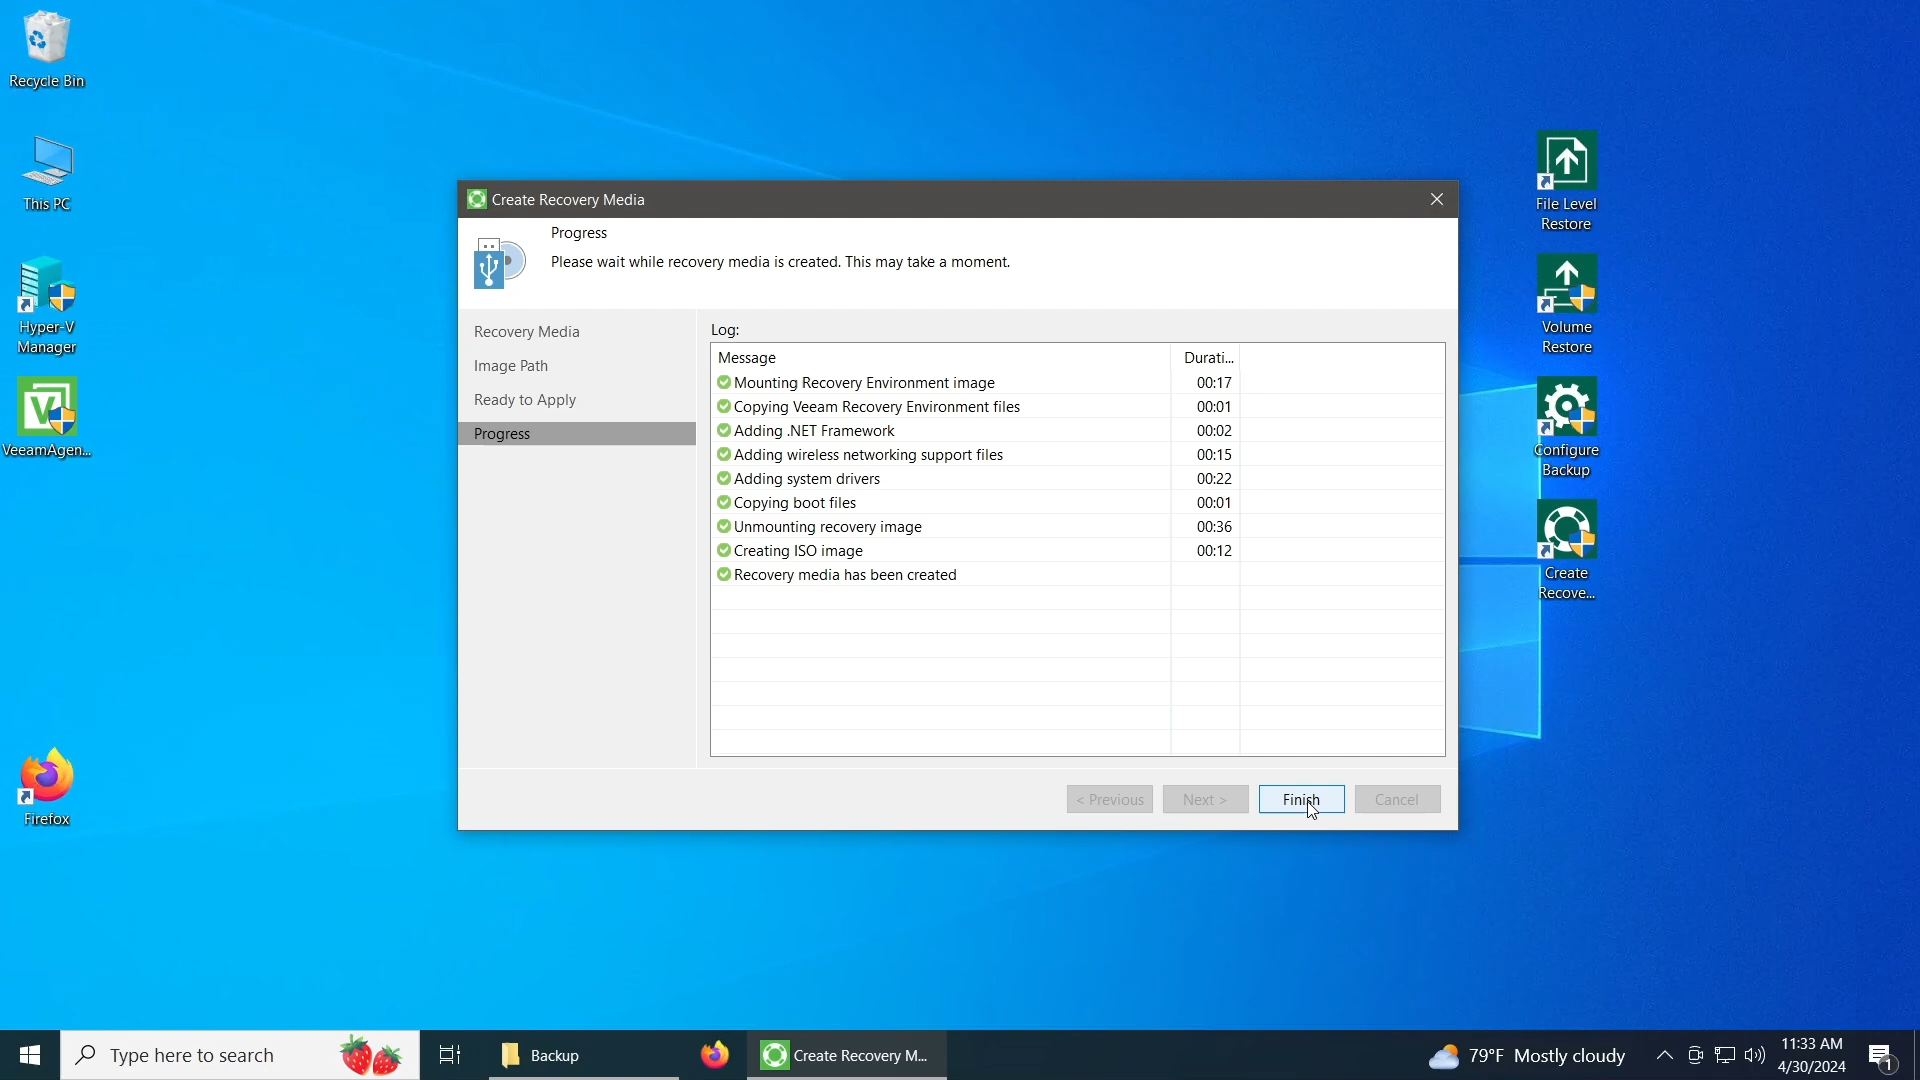 Recycle Bin
This PC
Hyper-V
Manager
VeeamAgen...
Firefox
Create Recovery Media
Progress
Please wait while recovery media is created. This may take a moment.
Recovery Media
Image Path
Ready to Apply
Progress
Log:
Message Durati...
Mounting Recovery Environment image 00:17
Copying Veeam Recovery Environment files 00:01
Adding .NET Framework 00:02
Adding wireless networking support files 00:15
Adding system drivers 00:22
Copying boot files 00:01
Unmounting recovery image 00:36
Creating ISO image 00:12
Recovery media has been created
< Previous Next > Finish Cancel
File Level
Restore
Volume
Restore
Configure
Backup
Create
Recove...
Type here to search
Backup
Create Recovery M...
79°F Mostly cloudy
11:33 AM
4/30/2024
1